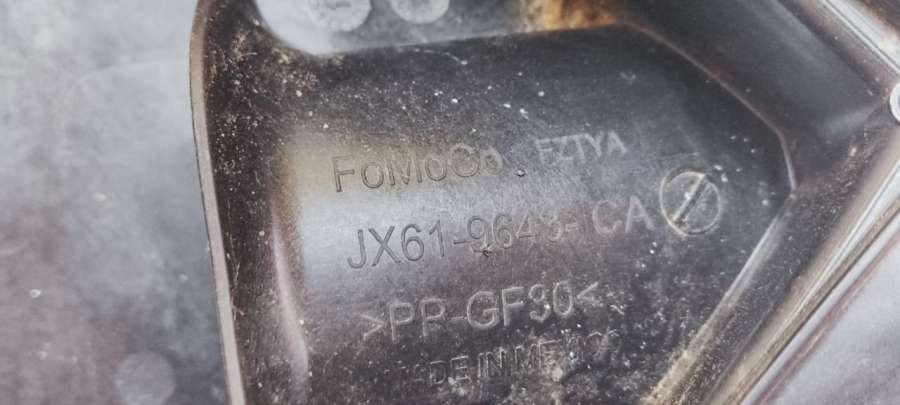 FoMoCo FZTYA
JX61-9643-CA
>PP-GF30<
MADE IN MEXICO